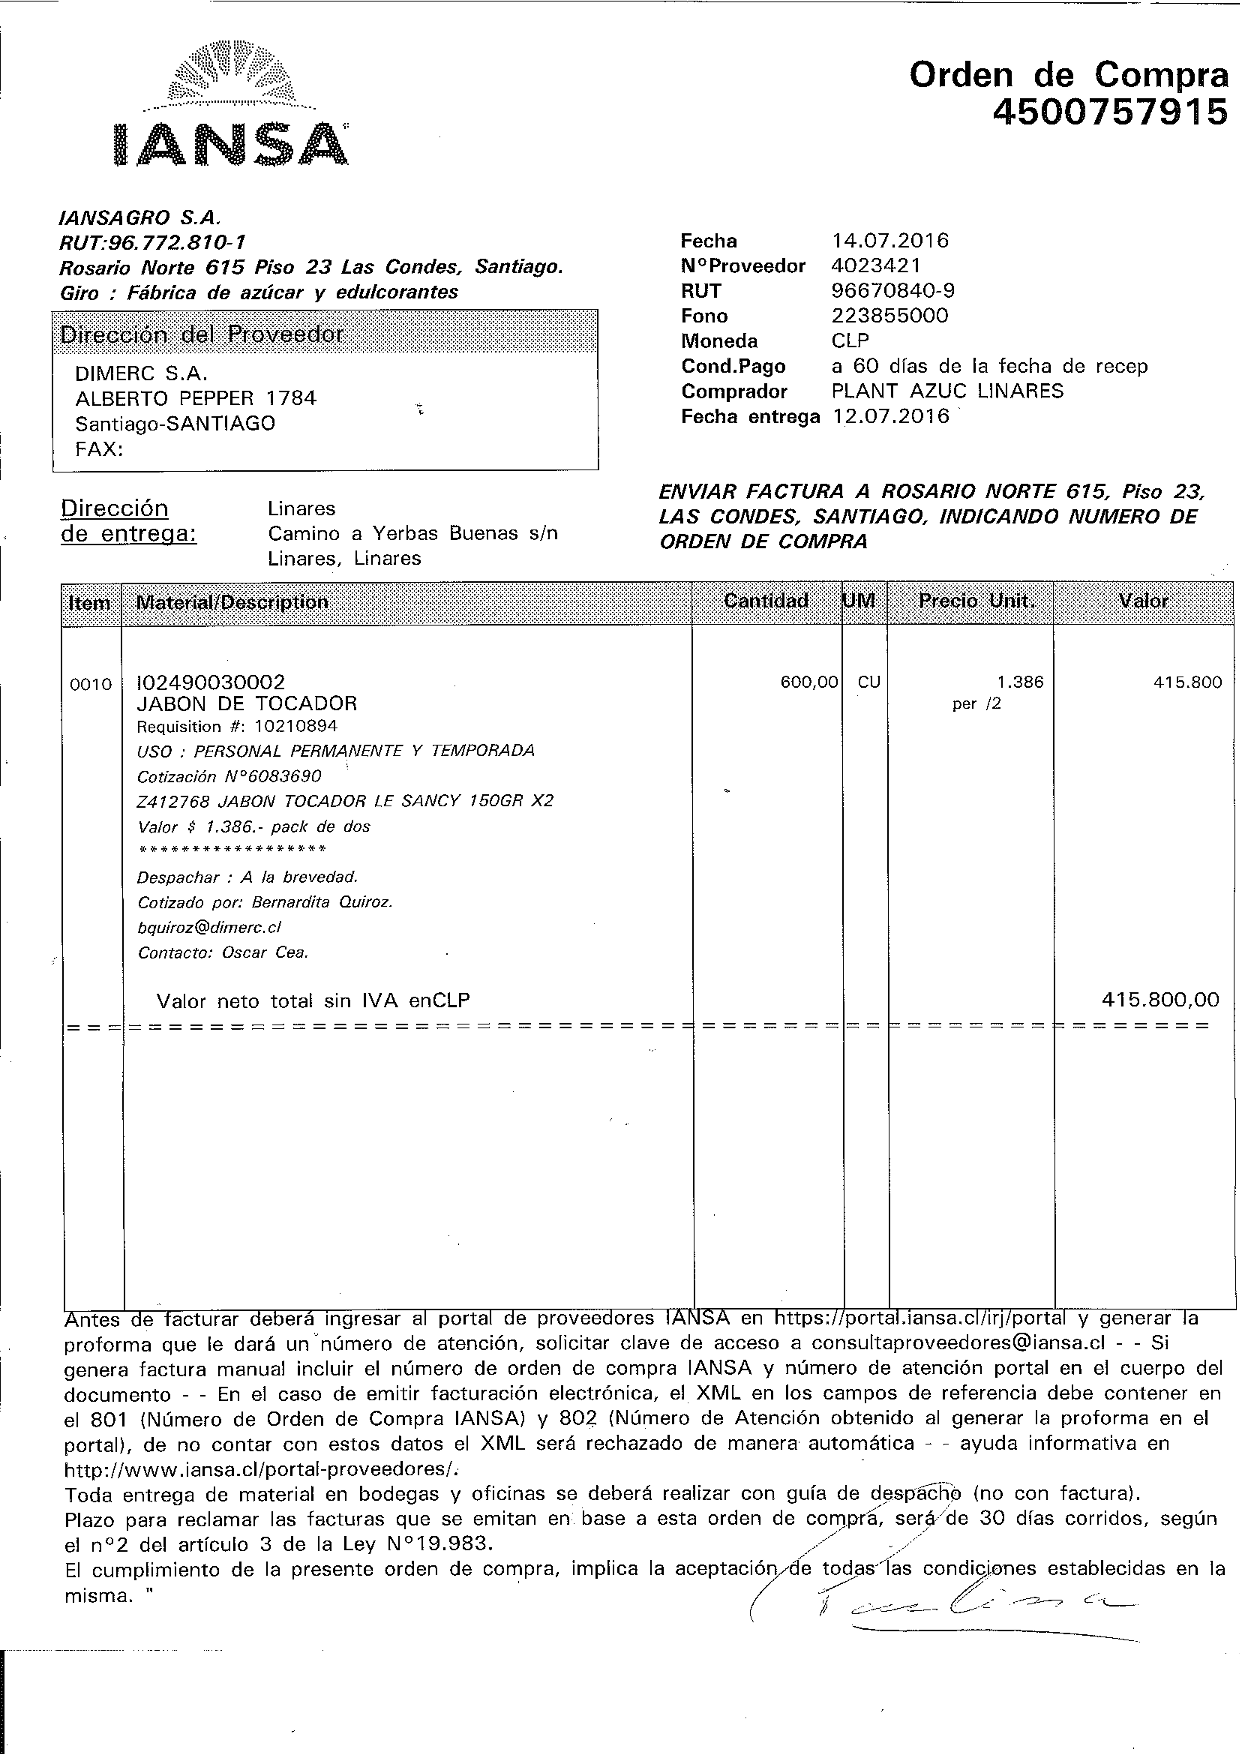 IANSA
Orden de Compra
4500757915
IANSAGRO S.A.
RUT:96.772.810-1
Rosario Norte 615 Piso 23 Las Condes, Santiago.
Giro : Fábrica de azúcar y edulcorantes
Dirección del Proveedor
DIMERC S.A.
ALBERTO PEPPER 1784
Santiago-SANTIAGO
FAX:
Fecha 14.07.2016
NºProveedor 4023421
RUT 96670840-9
Fono 223855000
Moneda CLP
Cond.Pago a 60 días de la fecha de recep
Comprador PLANT AZUC LINARES
Fecha entrega 12.07.2016
Dirección Linares
de entrega: Camino a Yerbas Buenas s/n
Linares, Linares
ENVIAR FACTURA A ROSARIO NORTE 615, Piso 23,
LAS CONDES, SANTIAGO, INDICANDO NUMERO DE
ORDEN DE COMPRA
Item Material/Description Cantidad UM Precio Unit. Valor
0010 I02490030002 600,00 CU 1.386 415.800
JABON DE TOCADOR per /2
Requisition #: 10210894
USO : PERSONAL PERMANENTE Y TEMPORADA
Cotización Nº6083690
Z412768 JABON TOCADOR LE SANCY 150GR X2
Valor $ 1.386.- pack de dos
******************
Despachar : A la brevedad.
Cotizado por: Bernardita Quiroz.
bquiroz@dimerc.cl
Contacto: Oscar Cea.
Valor neto total sin IVA enCLP 415.800,00
Antes de facturar deberá ingresar al portal de proveedores IANSA en https://portal.iansa.cl/irj/portal y generar la
proforma que le dará un número de atención, solicitar clave de acceso a consultaproveedores@iansa.cl - - Si
genera factura manual incluir el número de orden de compra IANSA y número de atención portal en el cuerpo del
documento - - En el caso de emitir facturación electrónica, el XML en los campos de referencia debe contener en
el 801 (Número de Orden de Compra IANSA) y 802 (Número de Atención obtenido al generar la proforma en el
portal), de no contar con estos datos el XML será rechazado de manera automática - - ayuda informativa en
http://www.iansa.cl/portal-proveedores/.
Toda entrega de material en bodegas y oficinas se deberá realizar con guía de despacho (no con factura).
Plazo para reclamar las facturas que se emitan en base a esta orden de compra, será de 30 días corridos, según
el nº2 del artículo 3 de la Ley Nº19.983.
El cumplimiento de la presente orden de compra, implica la aceptación de todas las condiciones establecidas en la
misma. "